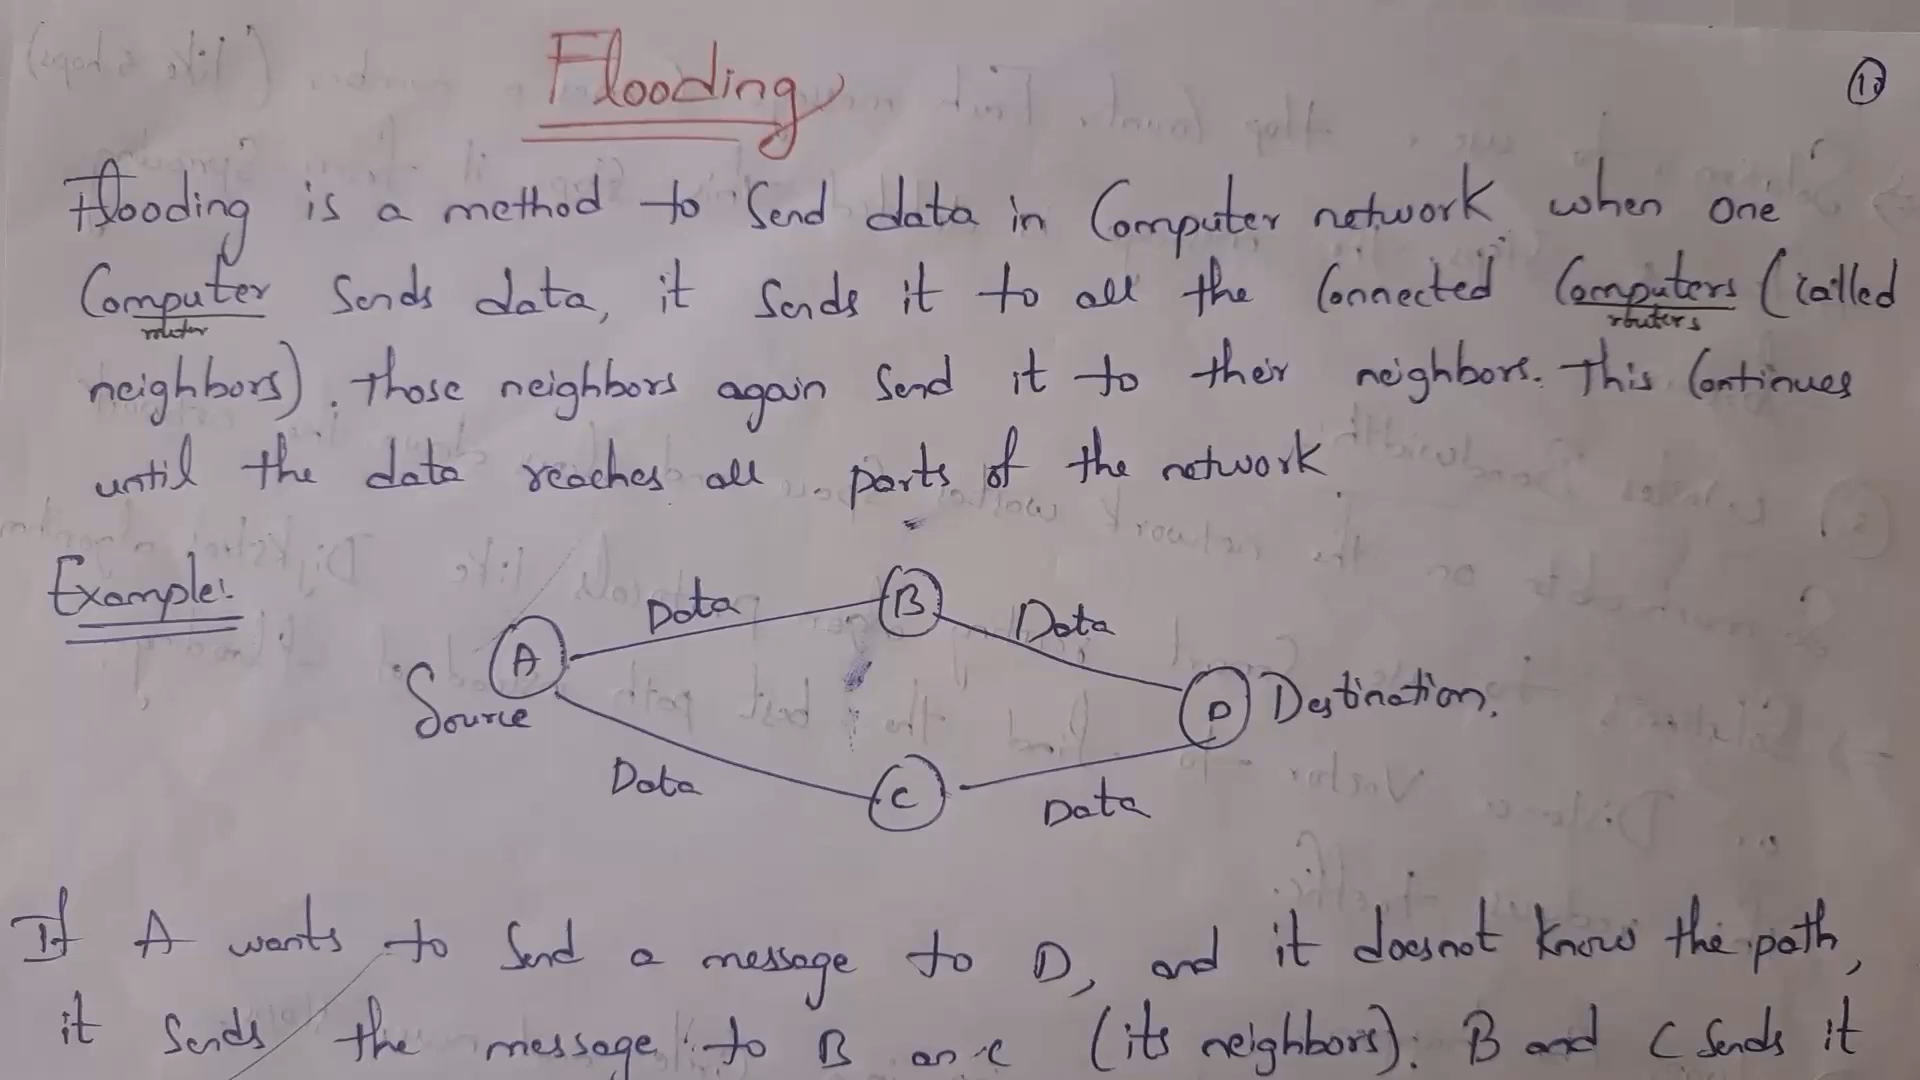 Flooding
1
Flooding is a method to Send data in Computer network when one
Computer Sends data, it Sends it to all the Connected Computers (called
router
routers
neighbors). Those neighbors again Send it to their neighbors. This Continues
until the data reaches all parts of the network
Example:
Data
B
Data
A
Source
D
Destination.
Data
C
Data
If A wants to Send a message to D, and it doesnot know the path,
it Sends the message to B an C (its neighbors). B and C Sends it